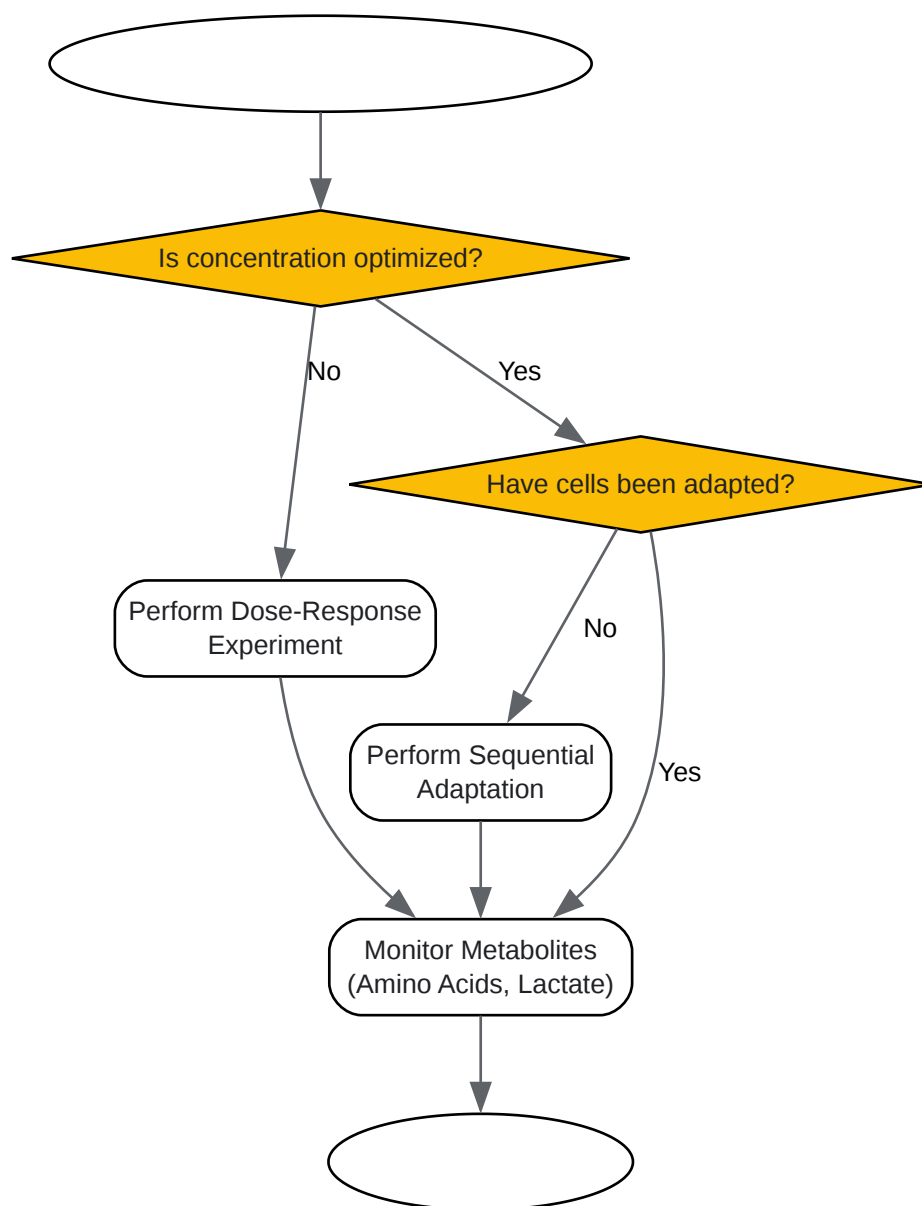 Is concentration optimized?
No
Yes
Have cells been adapted?
Perform Dose-Response
Experiment
No
Perform Sequential
Adaptation
Yes
Monitor Metabolites
(Amino Acids, Lactate)